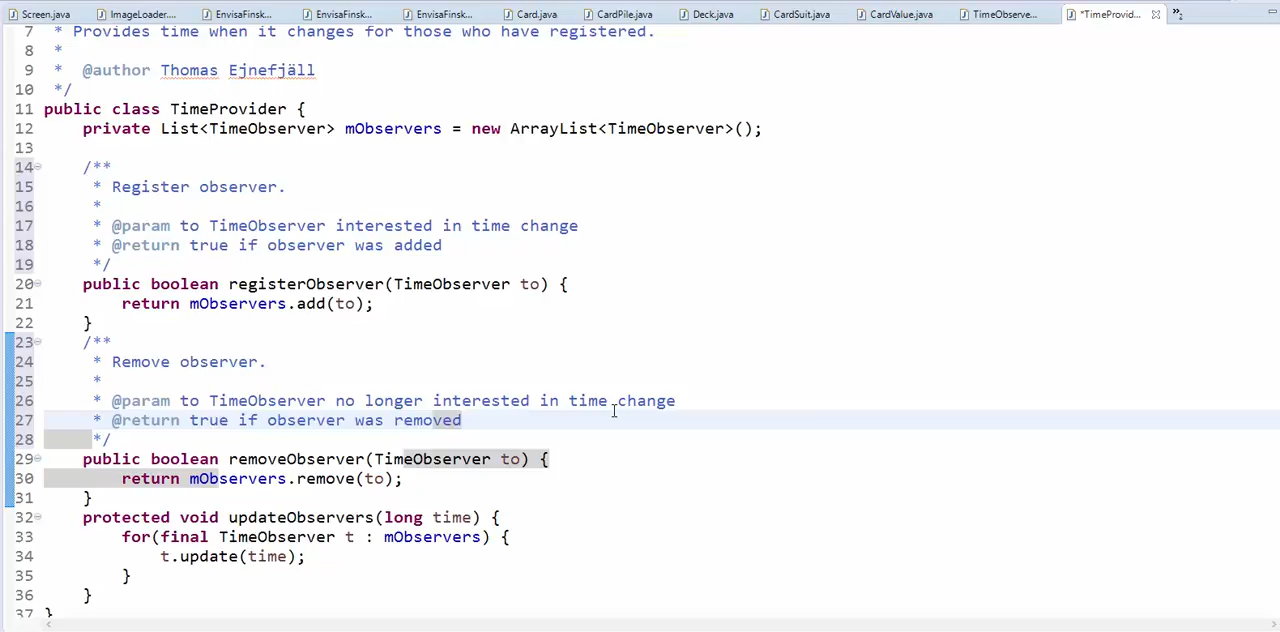 Screen.java ImageLoader.... EnvisaFinsk... EnvisaFinsk... EnvisaFinsk... Card.java CardPile.java Deck.java CardSuit.java CardValue.java TimeObserve... *TimeProvid... »2
7 * Provides time when it changes for those who have registered.
8 *
9 * @author Thomas Ejnefjäll
10 */
11 public class TimeProvider {
12 private List<TimeObserver> mObservers = new ArrayList<TimeObserver>();
13
14 /**
15 * Register observer.
16 *
17 * @param to TimeObserver interested in time change
18 * @return true if observer was added
19 */
20 public boolean registerObserver(TimeObserver to) {
21 return mObservers.add(to);
22 }
23 /**
24 * Remove observer.
25 *
26 * @param to TimeObserver no longer interested in time change
27 * @return true if observer was removed
28 */
29 public boolean removeObserver(TimeObserver to) {
30 return mObservers.remove(to);
31 }
32 protected void updateObservers(long time) {
33 for(final TimeObserver t : mObservers) {
34 t.update(time);
35 }
36 }
37 }